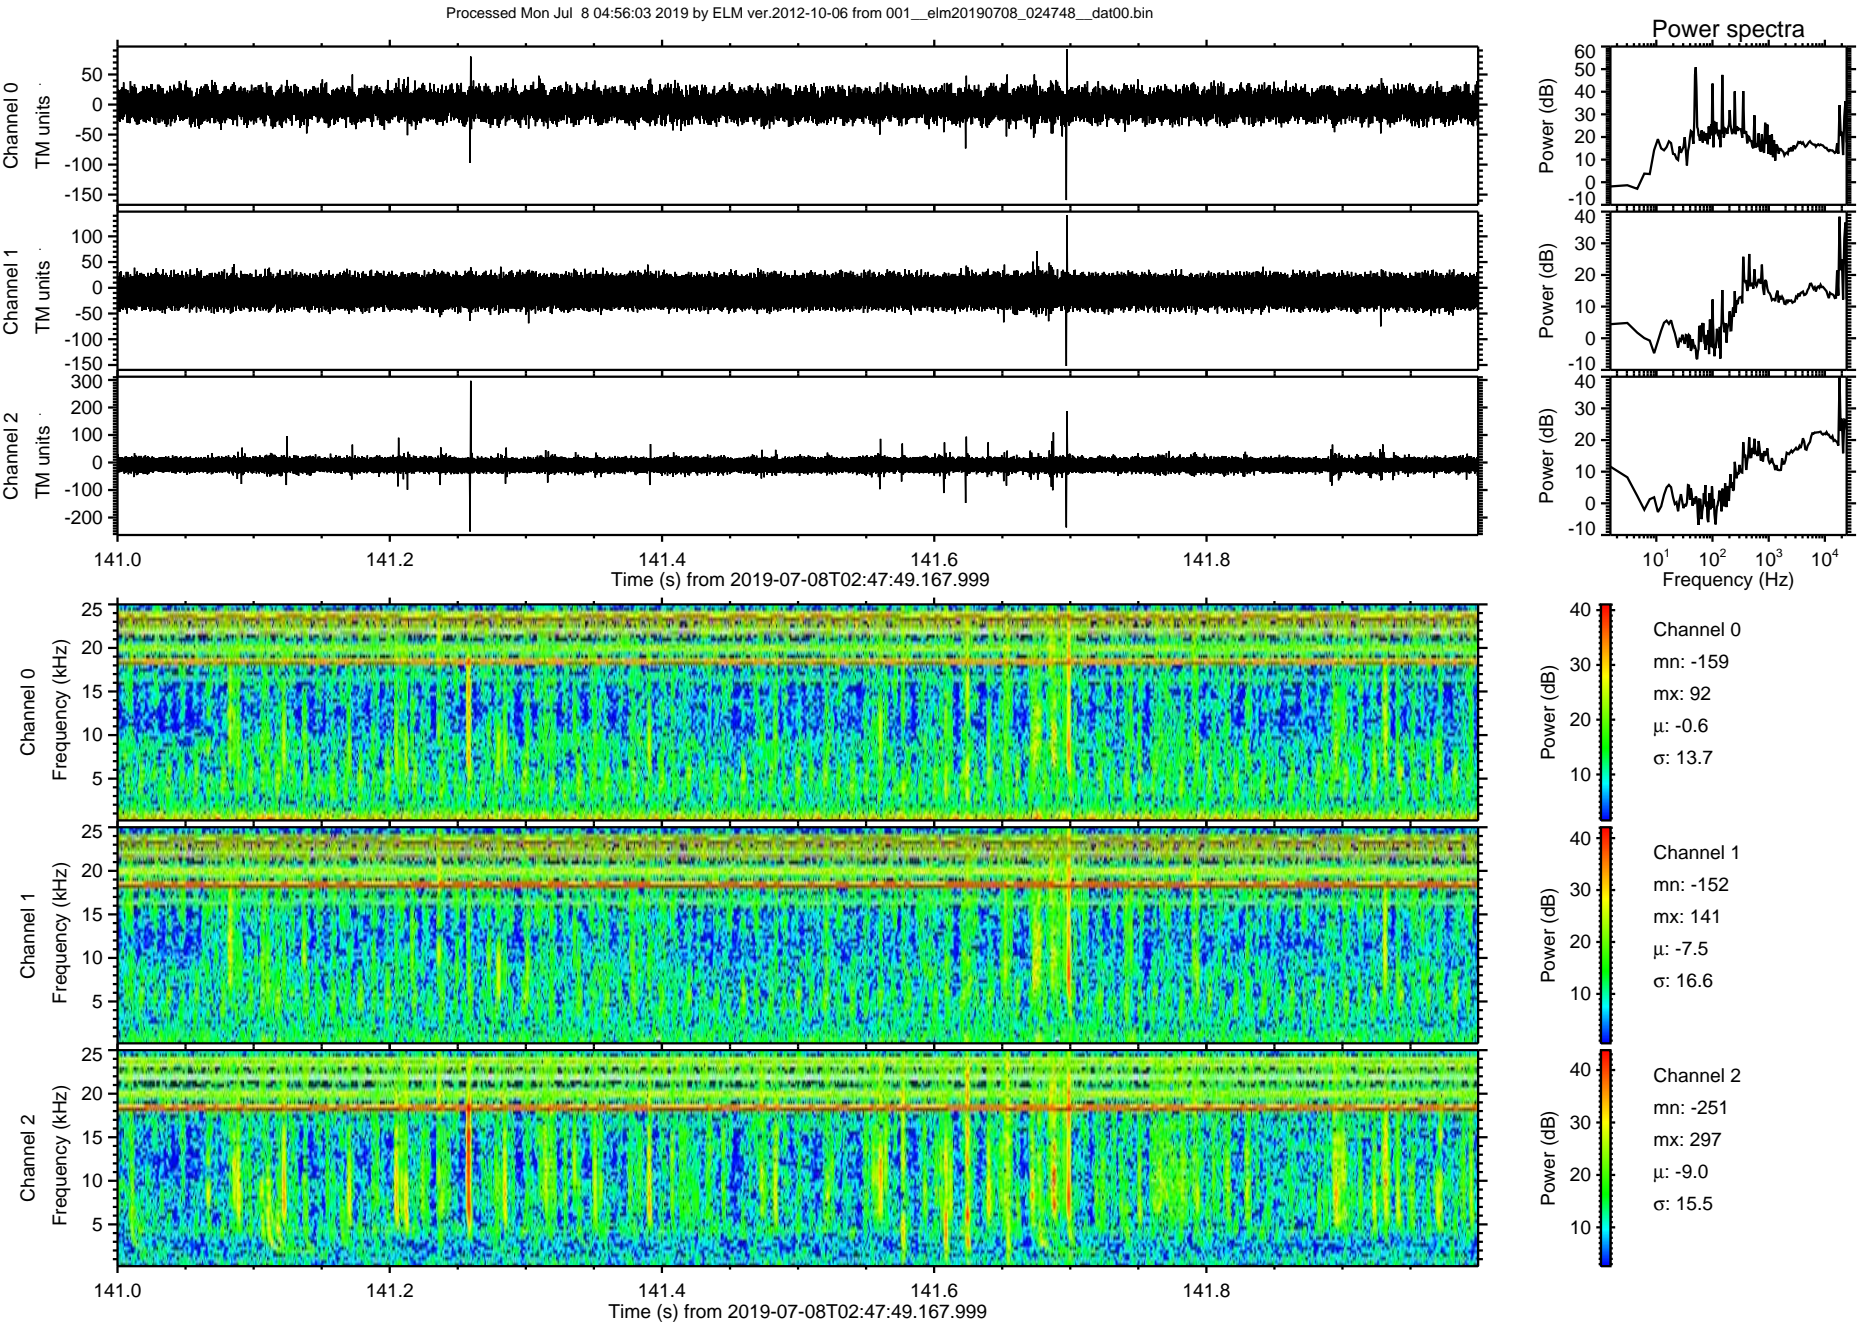 Processed Mon Jul  8 04:56:03 2019 by ELM ver.2012-10-06 from 001__elm20190708_024748__dat00.bin
Power spectra
Channel 0
TM units
50
0
-50
-100
-150
Power (dB)
60
50
40
30
20
10
0
-10
Channel 1
TM units
100
50
0
-50
-100
-150
Power (dB)
40
30
20
10
0
-10
Channel 2
TM units
300
200
100
0
-100
-200
Power (dB)
40
30
20
10
0
-10
141.0 141.2 141.4 141.6 141.8
Time (s) from 2019-07-08T02:47:49.167.999
10¹ 10² 10³ 10⁴
Frequency (Hz)
Channel 0
Frequency (kHz)
25
20
15
10
5
Power (dB)
40
30
20
10
Channel 0
mn: -159
mx: 92
μ: -0.6
σ: 13.7
Channel 1
Frequency (kHz)
25
20
15
10
5
Power (dB)
40
30
20
10
Channel 1
mn: -152
mx: 141
μ: -7.5
σ: 16.6
Channel 2
Frequency (kHz)
25
20
15
10
5
Power (dB)
40
30
20
10
Channel 2
mn: -251
mx: 297
μ: -9.0
σ: 15.5
141.0 141.2 141.4 141.6 141.8
Time (s) from 2019-07-08T02:47:49.167.999